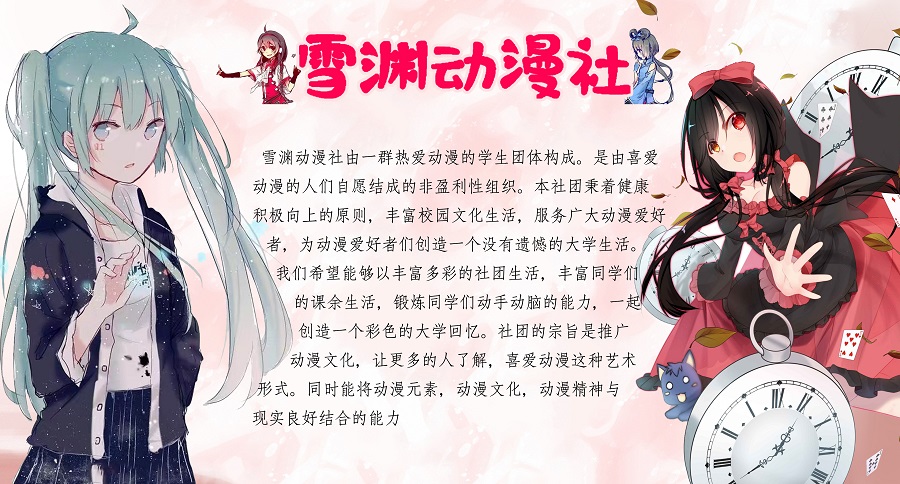 雪渊动漫社
雪渊动漫社由一群热爱动漫的学生团体构成。是由喜爱
动漫的人们自愿结成的非盈利性组织。本社团秉着健康
积极向上的原则，丰富校园文化生活，服务广大动漫爱好
者，为动漫爱好者们创造一个没有遗憾的大学生活。
我们希望能够以丰富多彩的社团生活，丰富同学们
的课余生活，锻炼同学们动手动脑的能力，一起
创造一个彩色的大学回忆。社团的宗旨是推广
动漫文化，让更多的人了解，喜爱动漫这种艺术
形式。同时能将动漫元素，动漫文化，动漫精神与
现实良好结合的能力
01